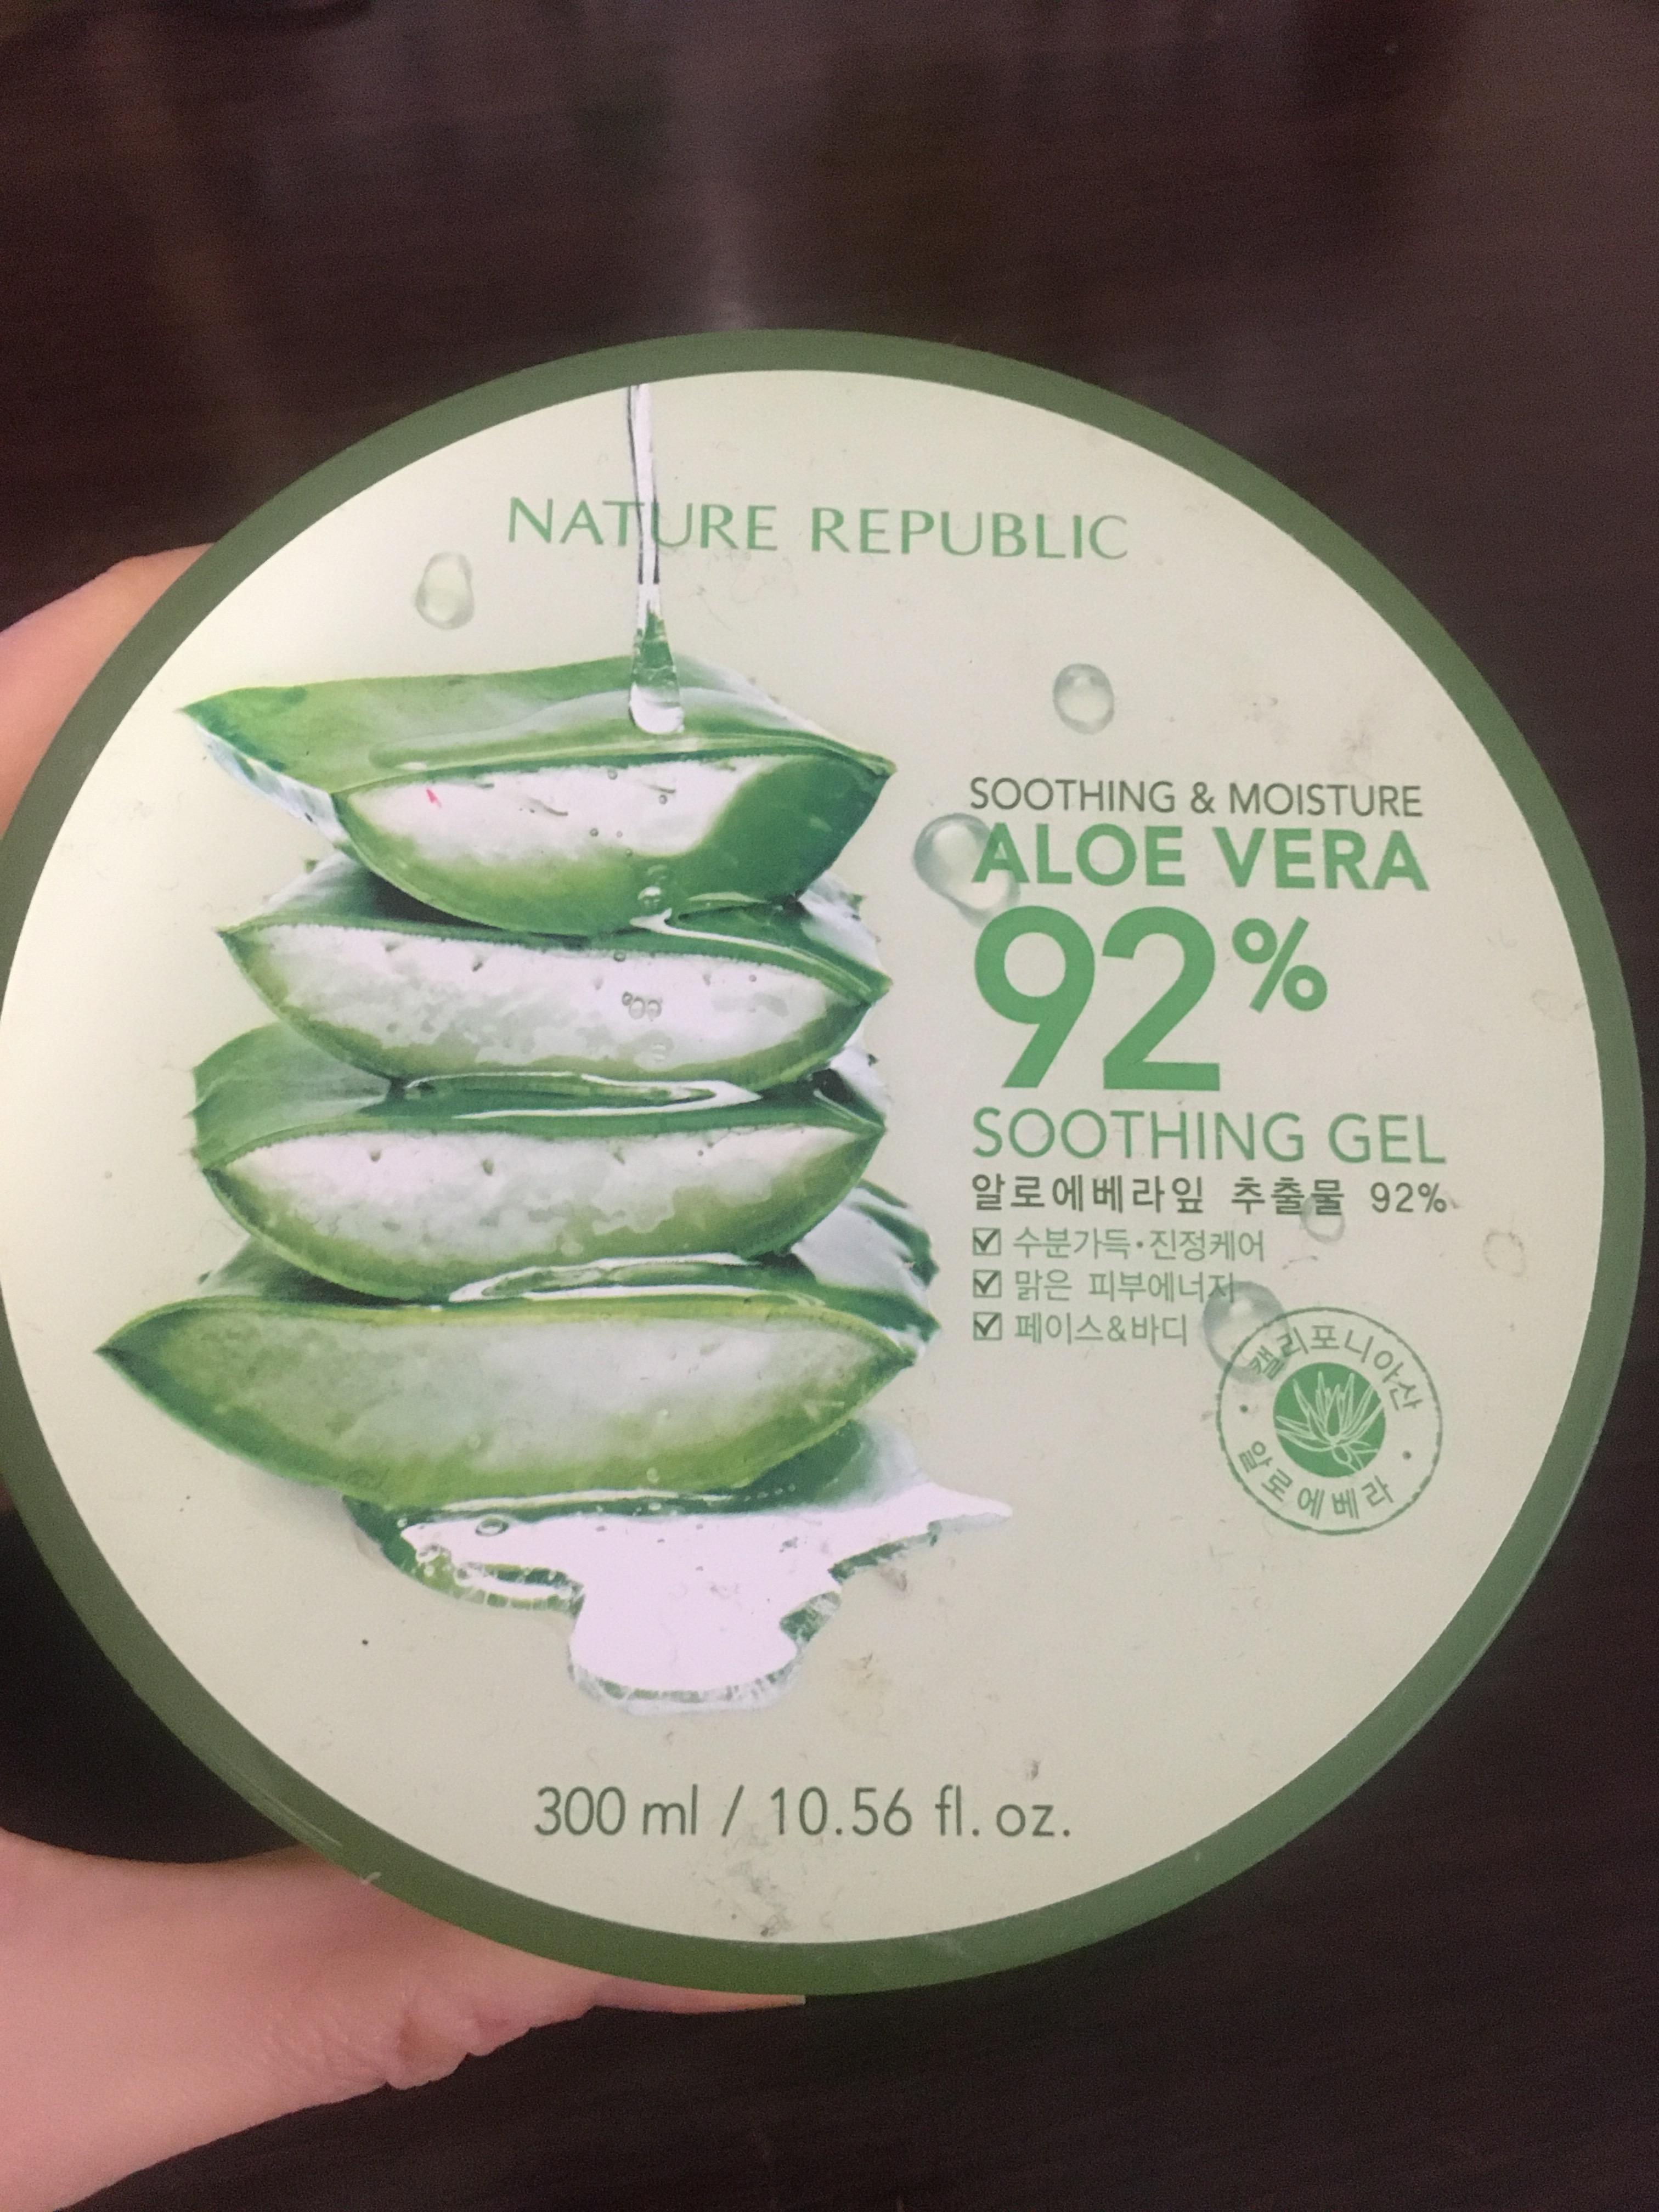 NATURE REPUBLIC
SOOTHING & MOISTURE
ALOE VERA
92%
SOOTHING GEL
알로에베라잎 추출물 92%
수분가득·진정케어
맑은 피부에너지
페이스&바디
캘리포니아산
알로에베라
300 ml / 10.56 fl. oz.